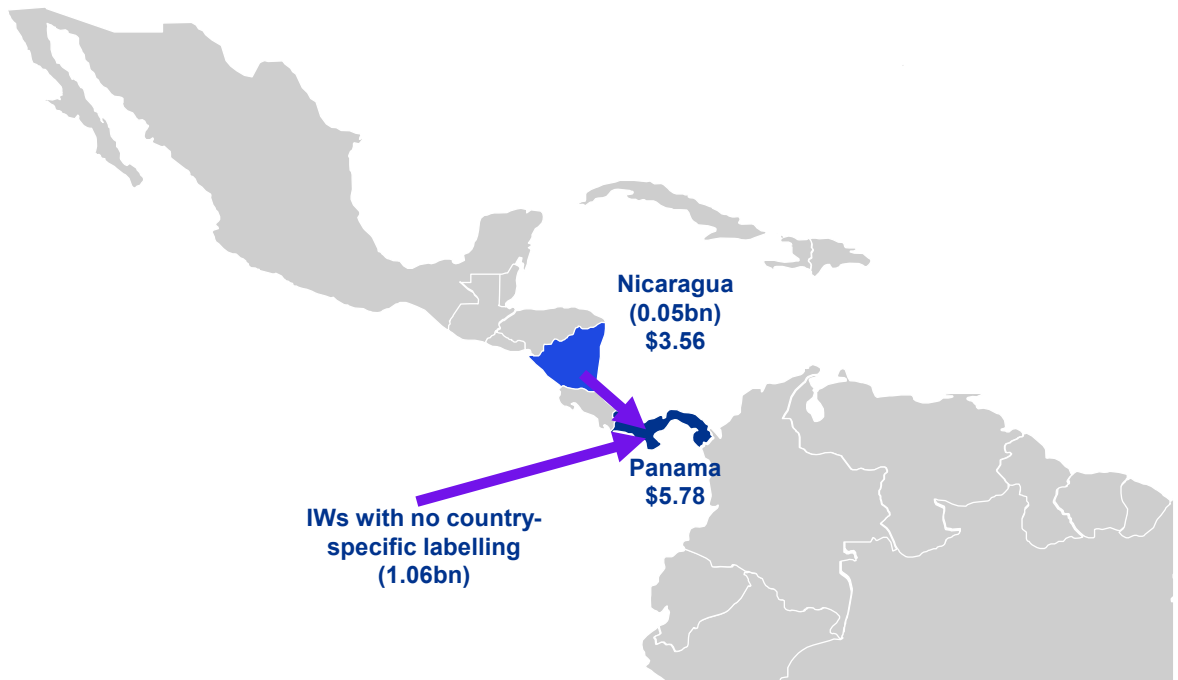 Nicaragua
(0.05bn)
$3.56
Panama
$5.78
IWs with no country-
specific labelling
(1.06bn)